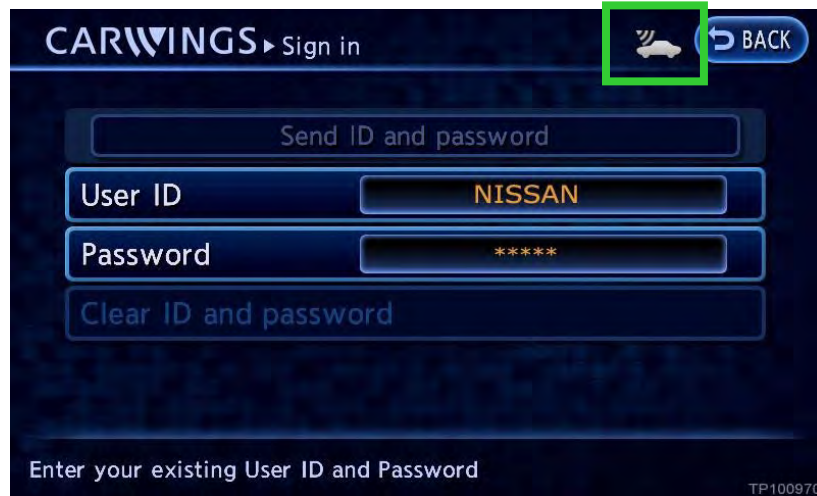 CARWINGS ▸ Sign in
BACK
Send ID and password
User ID NISSAN
Password *****
Clear ID and password
Enter your existing User ID and Password
TP100970